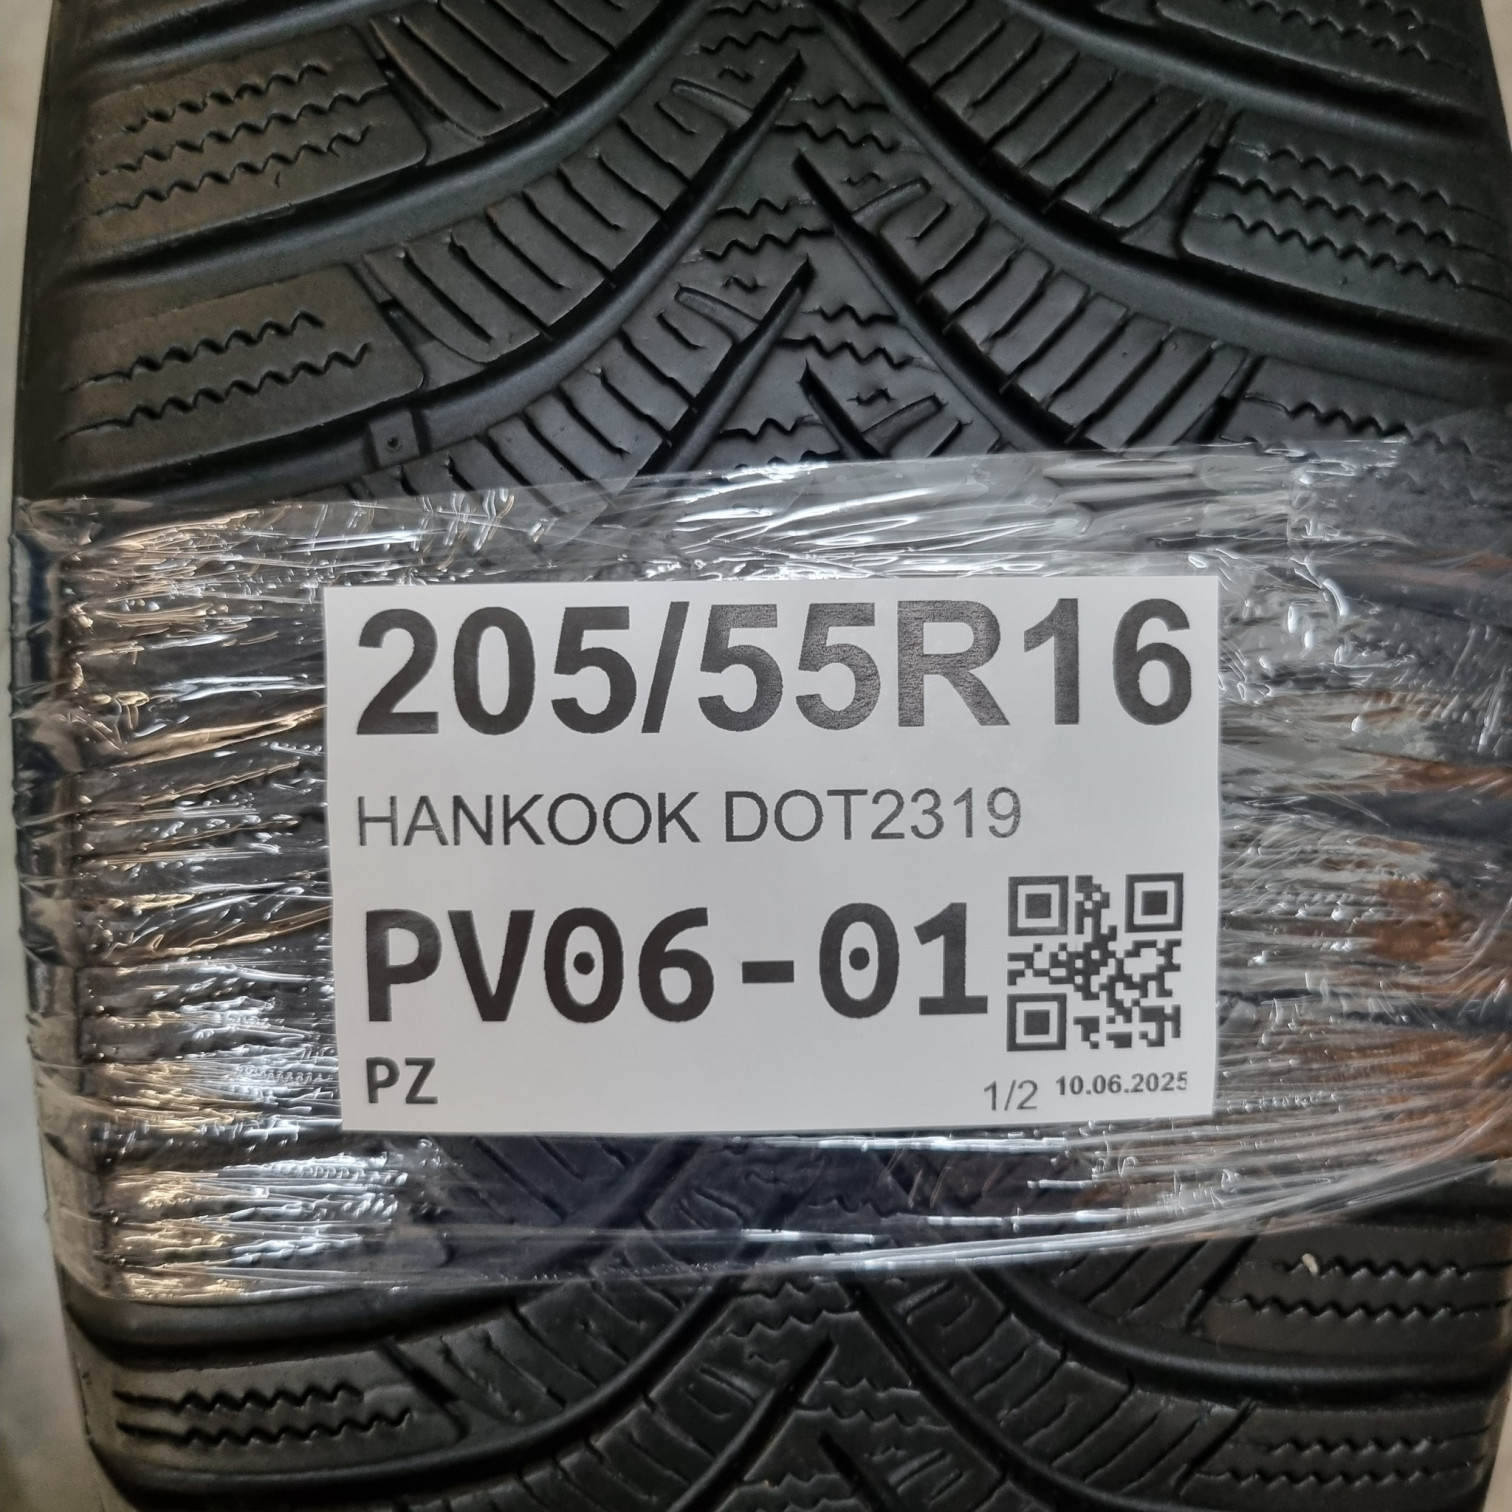 205/55R16
HANKOOK DOT2319
PV06-01
PZ
1/2 10.06.2025